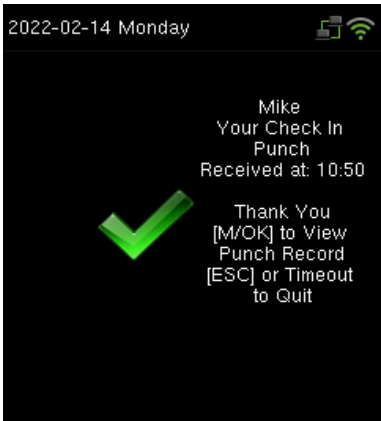 2022-02-14 Monday
Mike
Your Check In
Punch
Received at: 10:50
Thank You
[M/OK] to View
Punch Record
[ESC] or Timeout
to Quit